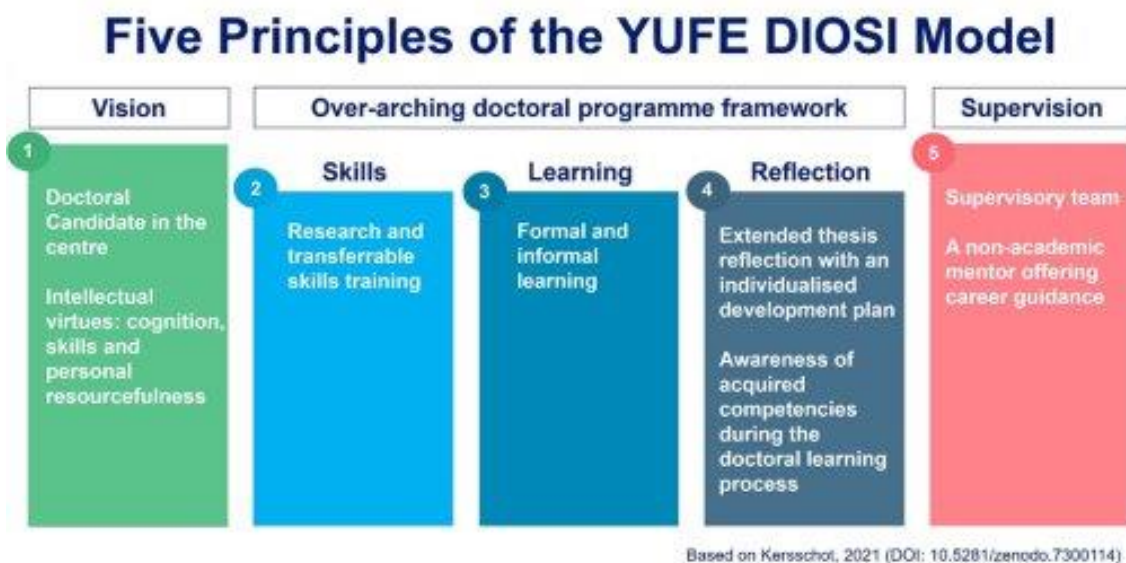 Five Principles of the YUFE DIOSI Model
Vision
Over-arching doctoral programme framework
Supervision
1
Doctoral
Candidate in the
centre
Intellectual
virtues: cognition,
skills and
personal
resourcefulness
Skills
2
Research and
transferrable
skills training
Learning
3
Formal and
informal
learning
Reflection
4
Extended thesis
reflection with an
individualised
development plan
Awareness of
acquired
competencies
during the
doctoral learning
process
5
Supervisory team
A non-academic
mentor offering
career guidance
Based on Kersschot, 2021 (DOI: 10.5281/zenodo.7300114)